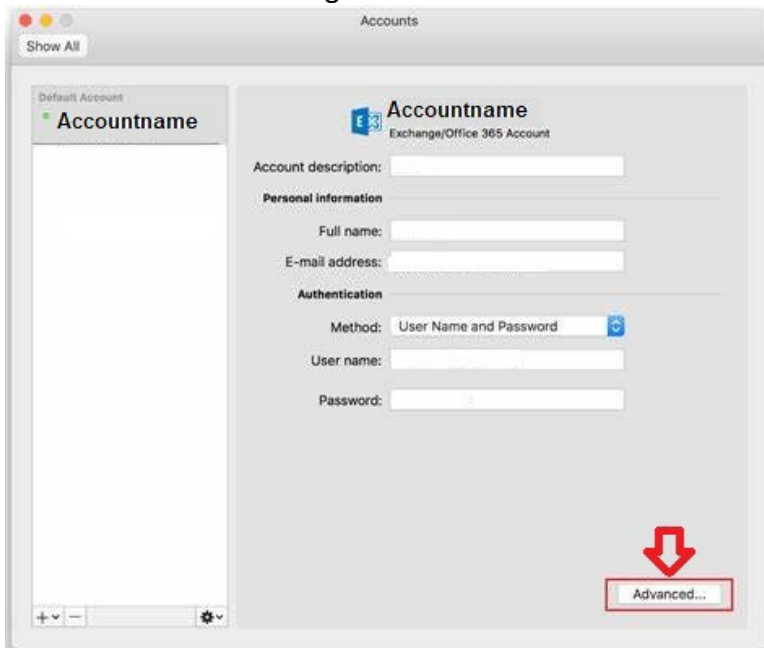 Accounts
Show All
Default Account
Accountname
Accountname
Exchange/Office 365 Account
Account description:
Personal information
Full name:
E-mail address:
Authentication
Method: User Name and Password
User name:
Password:
Advanced...